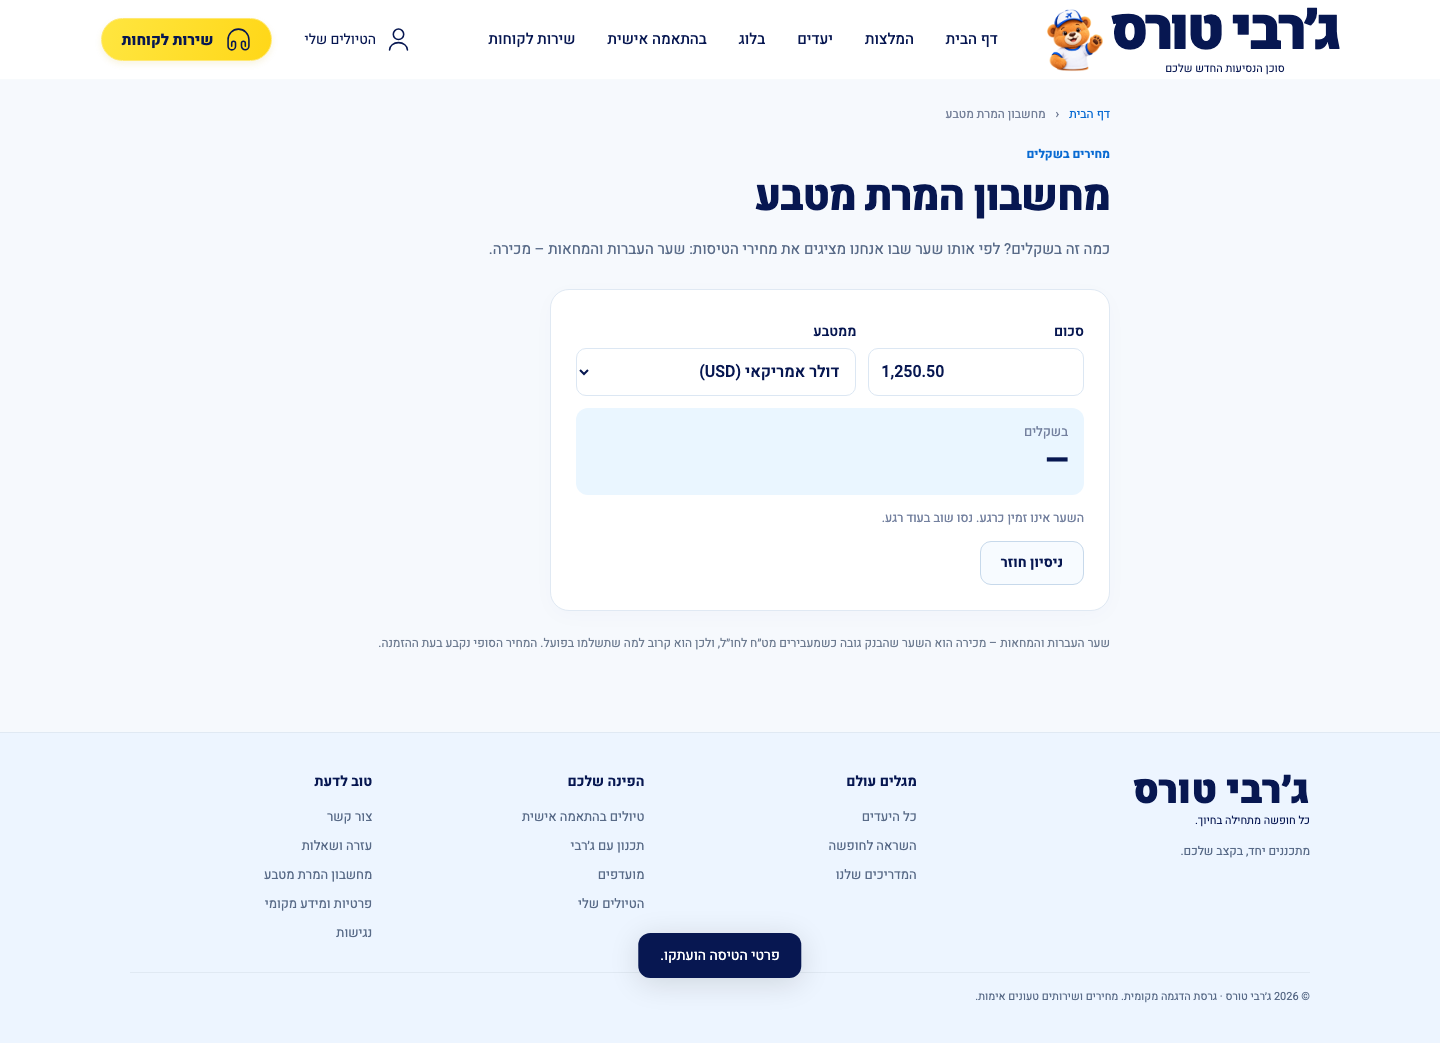 ג׳רבי טורס
סוכן הנסיעות החדש שלכם
דף הבית
המלצות
יעדים
בלוג
בהתאמה אישית
שירות לקוחות
הטיולים שלי
שירות לקוחות
דף הבית › מחשבון המרת מטבע
מחירים בשקלים
מחשבון המרת מטבע
כמה זה בשקלים? לפי אותו שער שבו אנחנו מציגים את מחירי הטיסות: שער העברות והמחאות – מכירה.
סכום
1,250.50
ממטבע
דולר אמריקאי (USD)
בשקלים
—
השער אינו זמין כרגע. נסו שוב בעוד רגע.
ניסיון חוזר
שער העברות והמחאות – מכירה הוא השער שהבנק גובה כשמעבירים מט״ח לחו״ל, ולכן הוא קרוב למה שתשלמו בפועל. המחיר הסופי נקבע בעת ההזמנה.
ג׳רבי טורס
כל חופשה מתחילה בחיוך.
מתכננים יחד, בקצב שלכם.
מגלים עולם
כל היעדים
השראה לחופשה
המדריכים שלנו
הפינה שלכם
טיולים בהתאמה אישית
תכנון עם ג׳רבי
מועדפים
הטיולים שלי
טוב לדעת
צור קשר
עזרה ושאלות
מחשבון המרת מטבע
פרטיות ומידע מקומי
נגישות
פרטי הטיסה הועתקו.
© 2026 ג׳רבי טורס · גרסת הדגמה מקומית. מחירים ושירותים טעונים אימות.